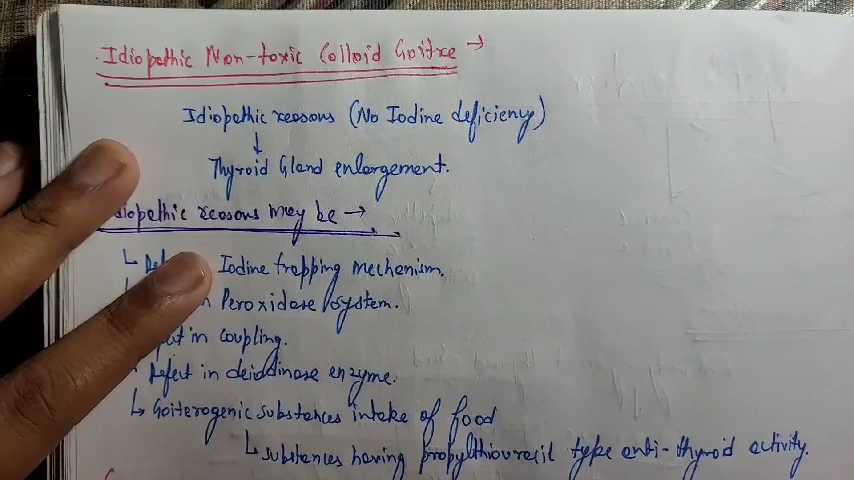 Idiopathic Non-toxic Colloid Goitre →
Idiopathic reasons (No Iodine deficieny)
↓
Thyroid Gland enlargement.
diopathic reasons may be →
↳ Iodine trapping mechanism.
n Peroxidase system.
in coupling.
Defect in deiodinase enzyme.
↳ Goiterogenic substances intake of food
↳ substances having propylthiouracil type anti-thyroid activity.